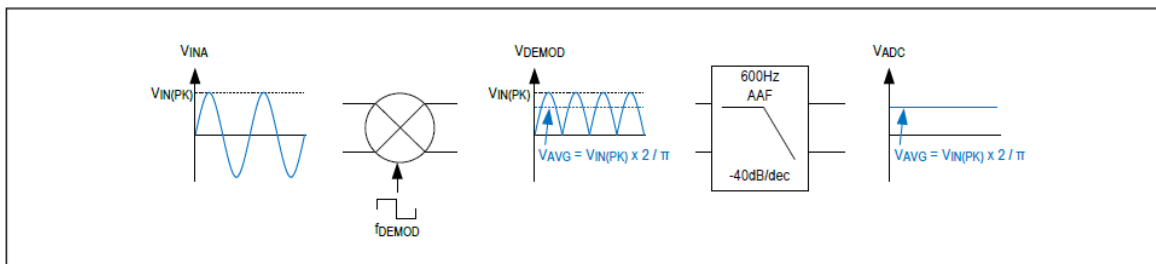 VINA
VIN(PK)
fDEMOD
VDEMOD
VIN(PK)
VAVG = VIN(PK) x 2 / π
600Hz
AAF
-40dB/dec
VADC
VAVG = VIN(PK) x 2 / π